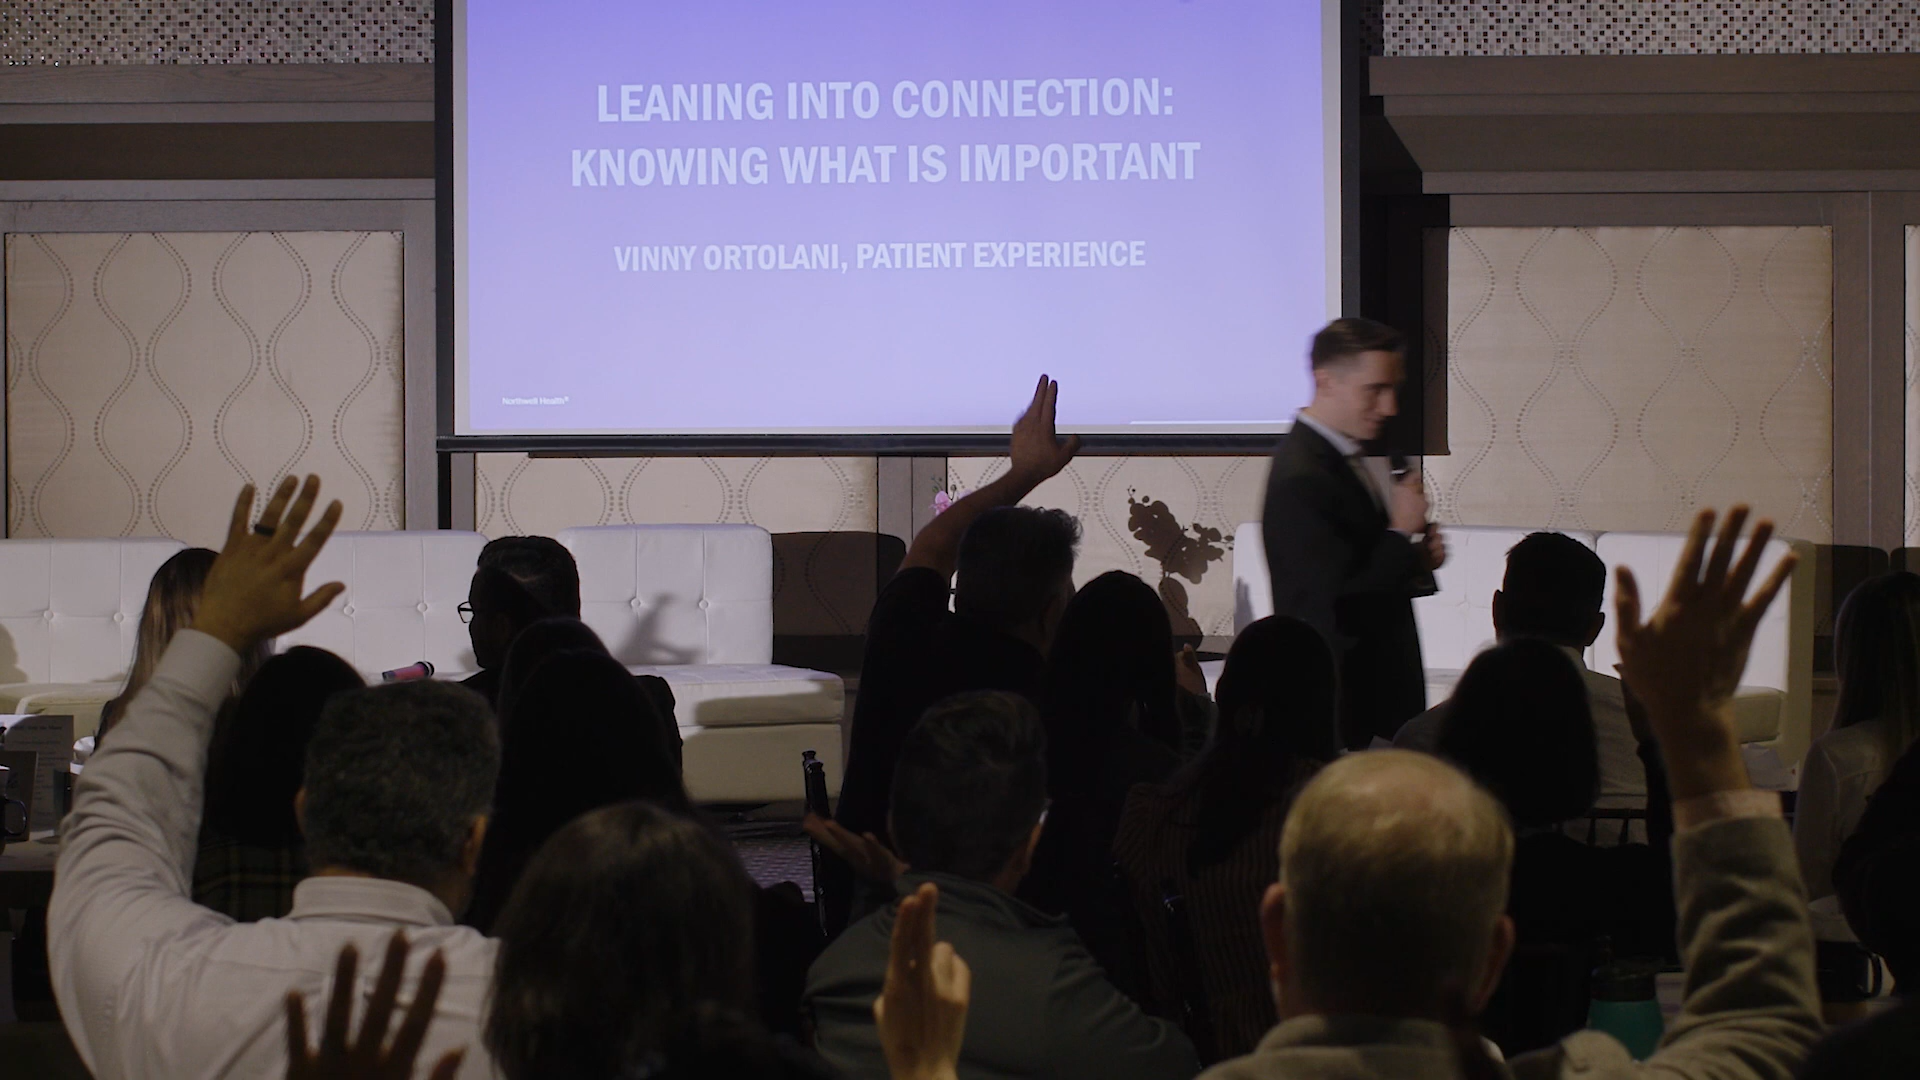 LEANING INTO CONNECTION:
KNOWING WHAT IS IMPORTANT
VINNY ORTOLANI, PATIENT EXPERIENCE
Northwell Health®